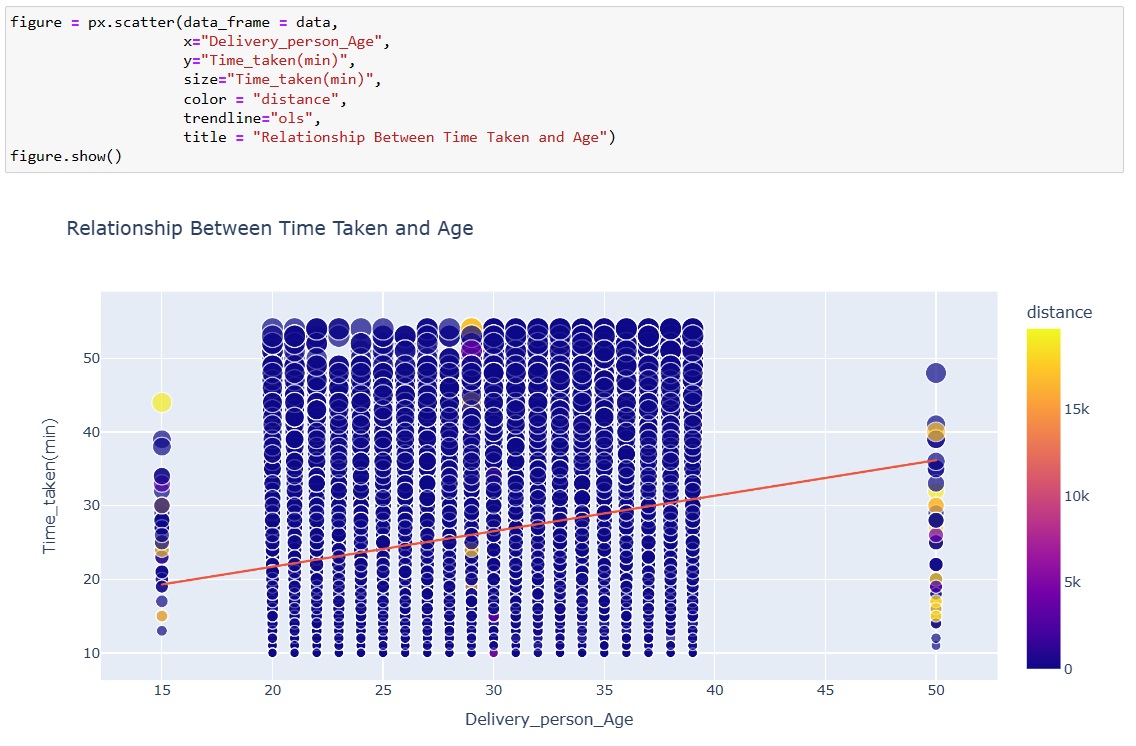 figure = px.scatter(data_frame = data,
x="Delivery_person_Age",
y="Time_taken(min)",
size="Time_taken(min)",
color = "distance",
trendline="ols",
title = "Relationship Between Time Taken and Age")
figure.show()
Relationship Between Time Taken and Age
distance
50
40
30
20
10
Time_taken(min)
15k
10k
5k
0
15 20 25 30 35 40 45 50
Delivery_person_Age